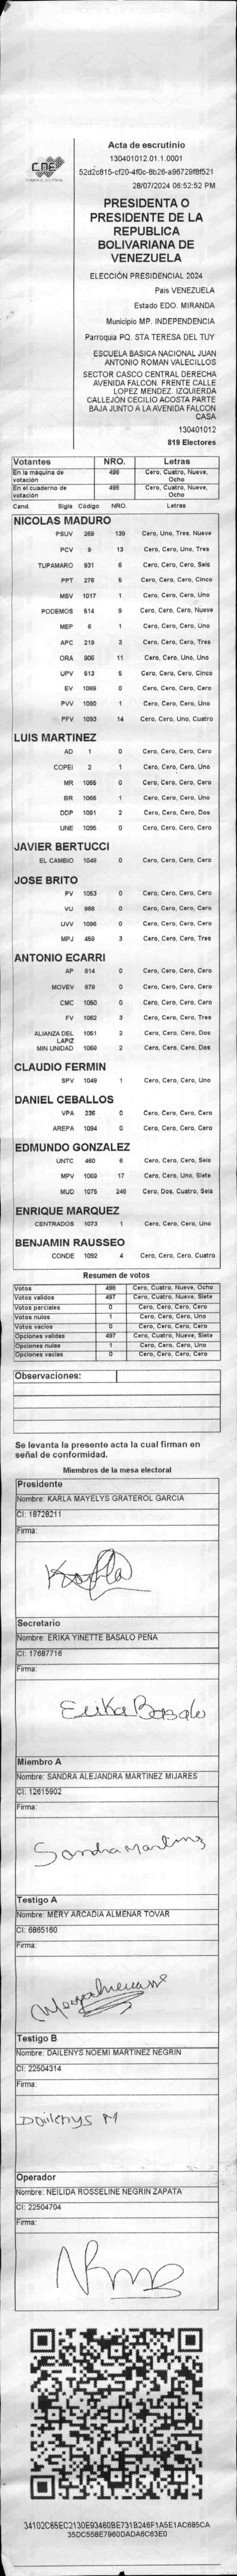 cne
Acta de escrutinio
130401012.01.1.0001
52d2c815-cf20-4f0c-8b26-a96729f8f521
28/07/2024 06:52:52 PM
PRESIDENTA O
PRESIDENTE DE LA
REPUBLICA
BOLIVARIANA DE
VENEZUELA
ELECCIÓN PRESIDENCIAL 2024
Pais VENEZUELA
Estado EDO. MIRANDA
Municipio MP. INDEPENDENCIA
Parroquia PQ. STA TERESA DEL TUY
ESCUELA BASICA NACIONAL JUAN
ANTONIO ROMAN VALECILLOS
SECTOR CASCO CENTRAL DERECHA
AVENIDA FALCON. FRENTE CALLE
LOPEZ MENDEZ. IZQUIERDA
CALLEJÓN CECILIO ACOSTA PARTE
BAJA JUNTO A LA AVENIDA FALCON
CASA
130401012
819 Electores
Votantes NRO. Letras
En la máquina de votación 498 Cero, Cuatro, Nueve, Ocho
En el cuaderno de votación 498 Cero, Cuatro, Nueve, Ocho
Cand. Sigla Código NRO. Letras
NICOLAS MADURO
PSUV 269 139 Cero, Uno, Tres, Nueve
PCV 9 13 Cero, Cero, Uno, Tres
TUPAMARO 931 6 Cero, Cero, Cero, Seis
PPT 276 5 Cero, Cero, Cero, Cinco
MSV 1017 1 Cero, Cero, Cero, Uno
PODEMOS 514 9 Cero, Cero, Cero, Nueve
MEP 6 1 Cero, Cero, Cero, Uno
APC 219 3 Cero, Cero, Cero, Tres
ORA 906 11 Cero, Cero, Uno, Uno
UPV 513 5 Cero, Cero, Cero, Cinco
EV 1069 0 Cero, Cero, Cero, Cero
PVV 1090 1 Cero, Cero, Cero, Uno
PFV 1093 14 Cero, Cero, Uno, Cuatro
LUIS MARTINEZ
AD 1 0 Cero, Cero, Cero, Cero
COPEI 2 1 Cero, Cero, Cero, Uno
MR 1065 0 Cero, Cero, Cero, Cero
BR 1066 1 Cero, Cero, Cero, Uno
DDP 1091 2 Cero, Cero, Cero, Dos
UNE 1095 0 Cero, Cero, Cero, Cero
JAVIER BERTUCCI
EL CAMBIO 1048 0 Cero, Cero, Cero, Cero
JOSE BRITO
PV 1053 0 Cero, Cero, Cero, Cero
VU 868 0 Cero, Cero, Cero, Cero
UVV 1096 0 Cero, Cero, Cero, Cero
MPJ 458 3 Cero, Cero, Cero, Tres
ANTONIO ECARRI
AP 814 0 Cero, Cero, Cero, Cero
MOVEV 878 0 Cero, Cero, Cero, Cero
CMC 1050 0 Cero, Cero, Cero, Cero
FV 1062 3 Cero, Cero, Cero, Tres
ALIANZA DEL LAPIZ 1051 2 Cero, Cero, Cero, Dos
MIN UNIDAD 1068 2 Cero, Cero, Cero, Dos
CLAUDIO FERMIN
SPV 1049 1 Cero, Cero, Cero, Uno
DANIEL CEBALLOS
VPA 236 0 Cero, Cero, Cero, Cero
AREPA 1094 0 Cero, Cero, Cero, Cero
EDMUNDO GONZALEZ
UNTC 460 6 Cero, Cero, Cero, Seis
MPV 1069 17 Cero, Cero, Uno, Siete
MUD 1075 246 Cero, Dos, Cuatro, Seis
ENRIQUE MARQUEZ
CENTRADOS 1073 1 Cero, Cero, Cero, Uno
BENJAMIN RAUSSEO
CONDE 1092 4 Cero, Cero, Cero, Cuatro
Resumen de votos
Votos 498 Cero, Cuatro, Nueve, Ocho
Votos validos 497 Cero, Cuatro, Nueve, Siete
Votos parciales 0 Cero, Cero, Cero, Cero
Votos nulos 1 Cero, Cero, Cero, Uno
Votos vacios 0 Cero, Cero, Cero, Cero
Opciones validas 497 Cero, Cuatro, Nueve, Siete
Opciones nulas 1 Cero, Cero, Cero, Uno
Opciones vacias 0 Cero, Cero, Cero, Cero
Observaciones:
Se levanta la presente acta la cual firman en
señal de conformidad.
Miembros de la mesa electoral
Presidente
Nombre: KARLA MAYELYS GRATEROL GARCIA
CI: 18728211
Firma:
Karla
Secretario
Nombre: ERIKA YINETTE BASALO PEÑA
CI: 17687716
Firma:
Erika Basalo
Miembro A
Nombre: SANDRA ALEJANDRA MARTINEZ MIJARES
CI: 12615902
Firma:
Sandra Martinez
Testigo A
Nombre: MERY ARCADIA ALMENAR TOVAR
CI: 6865160
Firma:
Testigo B
Nombre: DAILENYS NOEMI MARTINEZ NEGRIN
CI: 22504314
Firma:
Dailenys M
Operador
Nombre: NEILIDA ROSSELINE NEGRIN ZAPATA
CI: 22504704
Firma:
34102C65EC2130E93460BE731B246F1A5E1AC695CA
35DC558E7960DADA6C63E0